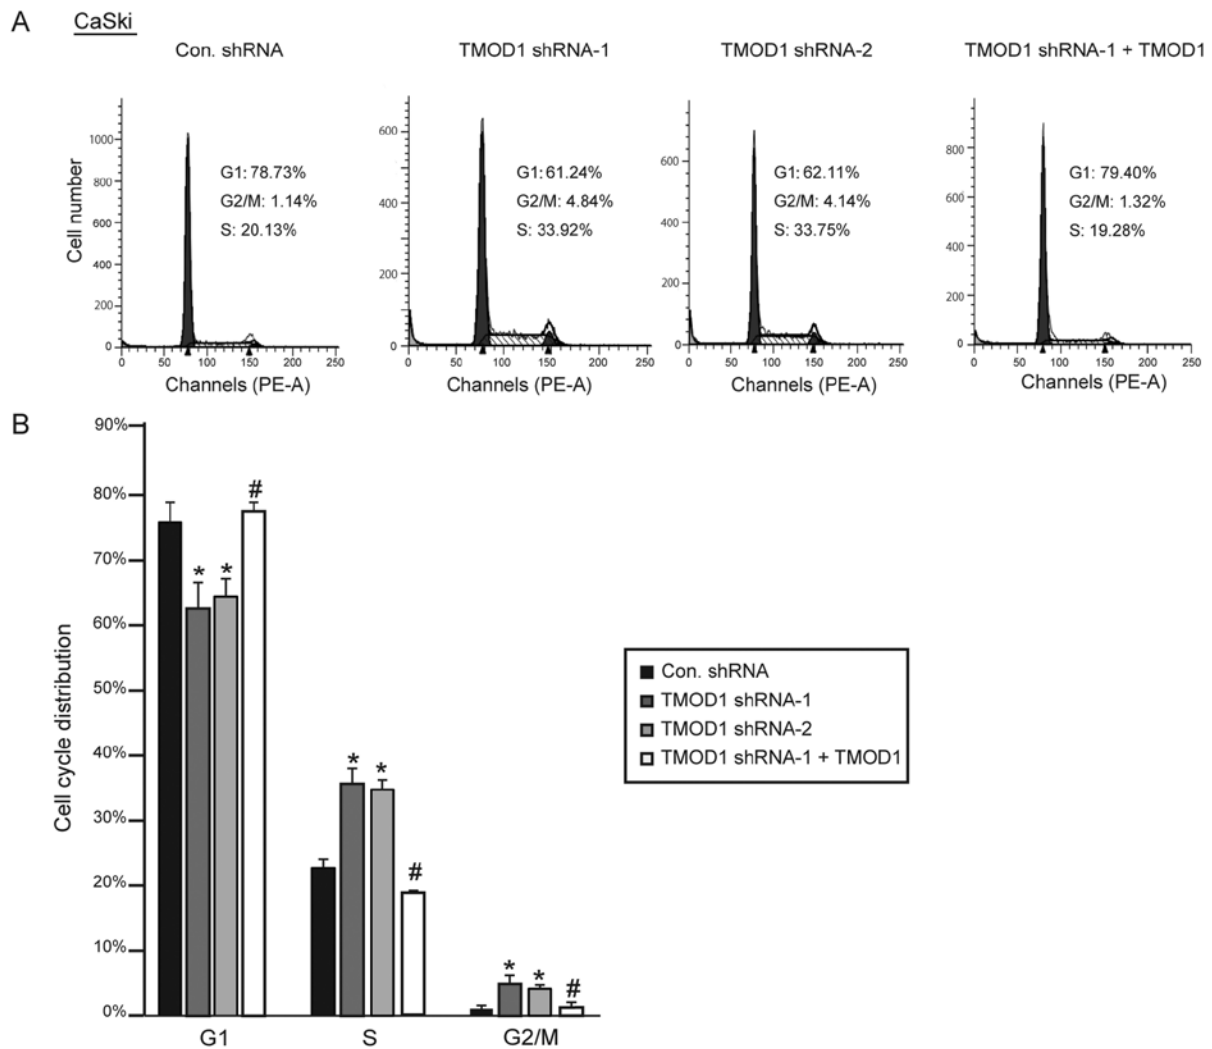 A
CaSki
Con. shRNA
TMOD1 shRNA-1
TMOD1 shRNA-2
TMOD1 shRNA-1 + TMOD1
Cell number
1000
800
600
400
200
0
G1: 78.73%
G2/M: 1.14%
S: 20.13%
0 50 100 150 200 250
Channels (PE-A)
600
400
200
0
G1: 61.24%
G2/M: 4.84%
S: 33.92%
0 50 100 150 200 250
Channels (PE-A)
600
400
200
0
G1: 62.11%
G2/M: 4.14%
S: 33.75%
0 50 100 150 200 250
Channels (PE-A)
800
600
400
200
0
G1: 79.40%
G2/M: 1.32%
S: 19.28%
0 50 100 150 200 250
Channels (PE-A)
B
Cell cycle distribution
90%
80%
70%
60%
50%
40%
30%
20%
10%
0%
* * #
* * #
* * #
G1
S
G2/M
Con. shRNA
TMOD1 shRNA-1
TMOD1 shRNA-2
TMOD1 shRNA-1 + TMOD1